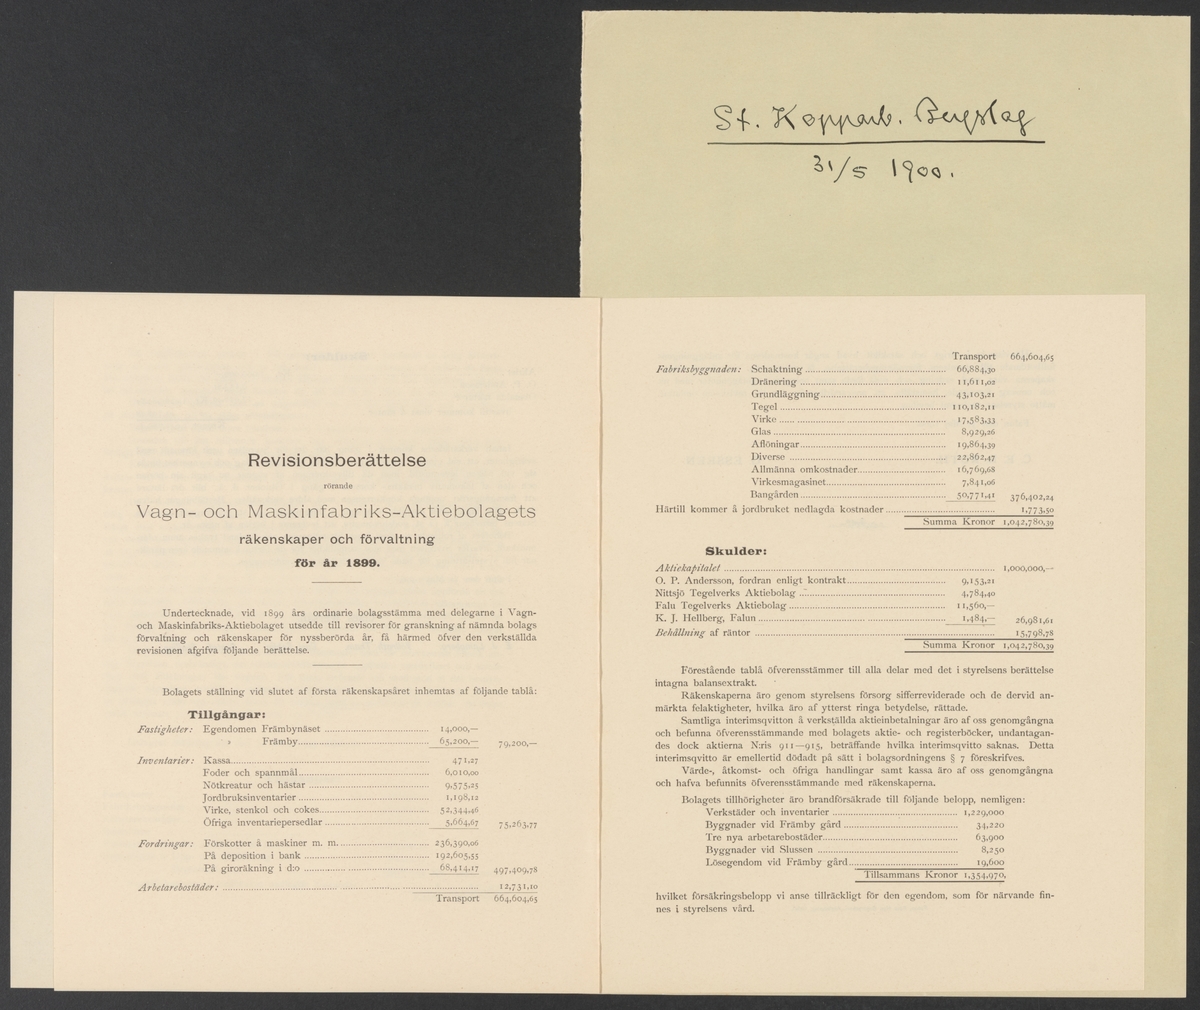 St. Kopparb. Bergslag
31/5 1900.
Revisionsberättelse
rörande
Vagn- och Maskinfabriks-Aktiebolagets
räkenskaper och förvaltning
för år 1899.
Undertecknade, vid 1899 års ordinarie bolagsstämma med delegarne i Vagn-
och Maskinfabriks-Aktiebolaget utsedde till revisorer för granskning af nämnda bolags
förvaltning och räkenskaper för nyssberörda år, få härmed öfver den verkställda
revisionen afgifva följande berättelse.
Bolagets ställning vid slutet af första räkenskapsåret inhemtas af följande tablå:
Tillgångar:
Fastigheter: Egendomen Främbynäset 14,000,—
» Främby 65,200,— 79,200,—
Inventarier: Kassa 471,27
Foder och spannmål 6,010,00
Nötkreatur och hästar 9,575,25
Jordbruksinventarier 1,198,12
Virke, stenkol och cokes 52,344,46
Öfriga inventariepersedlar 5,664,67 75,263,77
Fordringar: Förskotter å maskiner m. m. 236,390,06
På deposition i bank 192,605,55
På giroräkning i d:o 68,414,17 497,409,78
Arbetarebostäder: 12,731,10
Transport 664,604,65
Transport 664,604,65
Fabriksbyggnaden: Schaktning 66,884,30
Dränering 11,611,02
Grundläggning 43,103,21
Tegel 110,182,11
Virke 17,583,33
Glas 8,929,26
Aflöningar 19,864,39
Diverse 22,862,47
Allmänna omkostnader 16,769,68
Virkesmagasinet 7,841,06
Bangården 50,771,41 376,402,24
Härtill kommer å jordbruket nedlagda kostnader 1,773,50
Summa Kronor 1,042,780,39
Skulder:
Aktiekapitalet 1,000,000,—
O. P. Andersson, fordran enligt kontrakt 9,153,21
Nittsjö Tegelverks Aktiebolag 4,784,40
Falu Tegelverks Aktiebolag 11,560,—
K. J. Hellberg, Falun 1,484,— 26,981,61
Behållning af räntor 15,798,78
Summa Kronor 1,042,780,39
Förestående tablå öfverensstämmer till alla delar med det i styrelsens berättelse
intagna balansextrakt.
Räkenskaperna äro genom styrelsens försorg sifferreviderade och de dervid an-
märkta felaktigheter, hvilka äro af ytterst ringa betydelse, rättade.
Samtliga interimsqvitton å verkställda aktieinbetalningar äro af oss genomgångna
och befunna öfverensstämmande med bolagets aktie- och registerböcker, undantagan-
des dock aktierna N:ris 911—915, beträffande hvilka interimsqvitto saknas. Detta
interimsqvitto är emellertid dödadt på sätt i bolagsordningens § 7 föreskrifves.
Värde-, åtkomst- och öfriga handlingar samt kassa äro af oss genomgångna
och hafva befunnits öfverensstämmande med räkenskaperna.
Bolagets tillhörigheter äro brandförsäkrade till följande belopp, nemligen:
Verkstäder och inventarier 1,229,000
Byggnader vid Främby gård 34,220
Tre nya arbetarebostäder 63,900
Byggnader vid Slussen 8,250
Lösegendom vid Främby gård 19,600
Tillsammans Kronor 1,354,970,
hvilket försäkringsbelopp vi anse tillräckligt för den egendom, som för närvande fin-
nes i styrelsens vård.